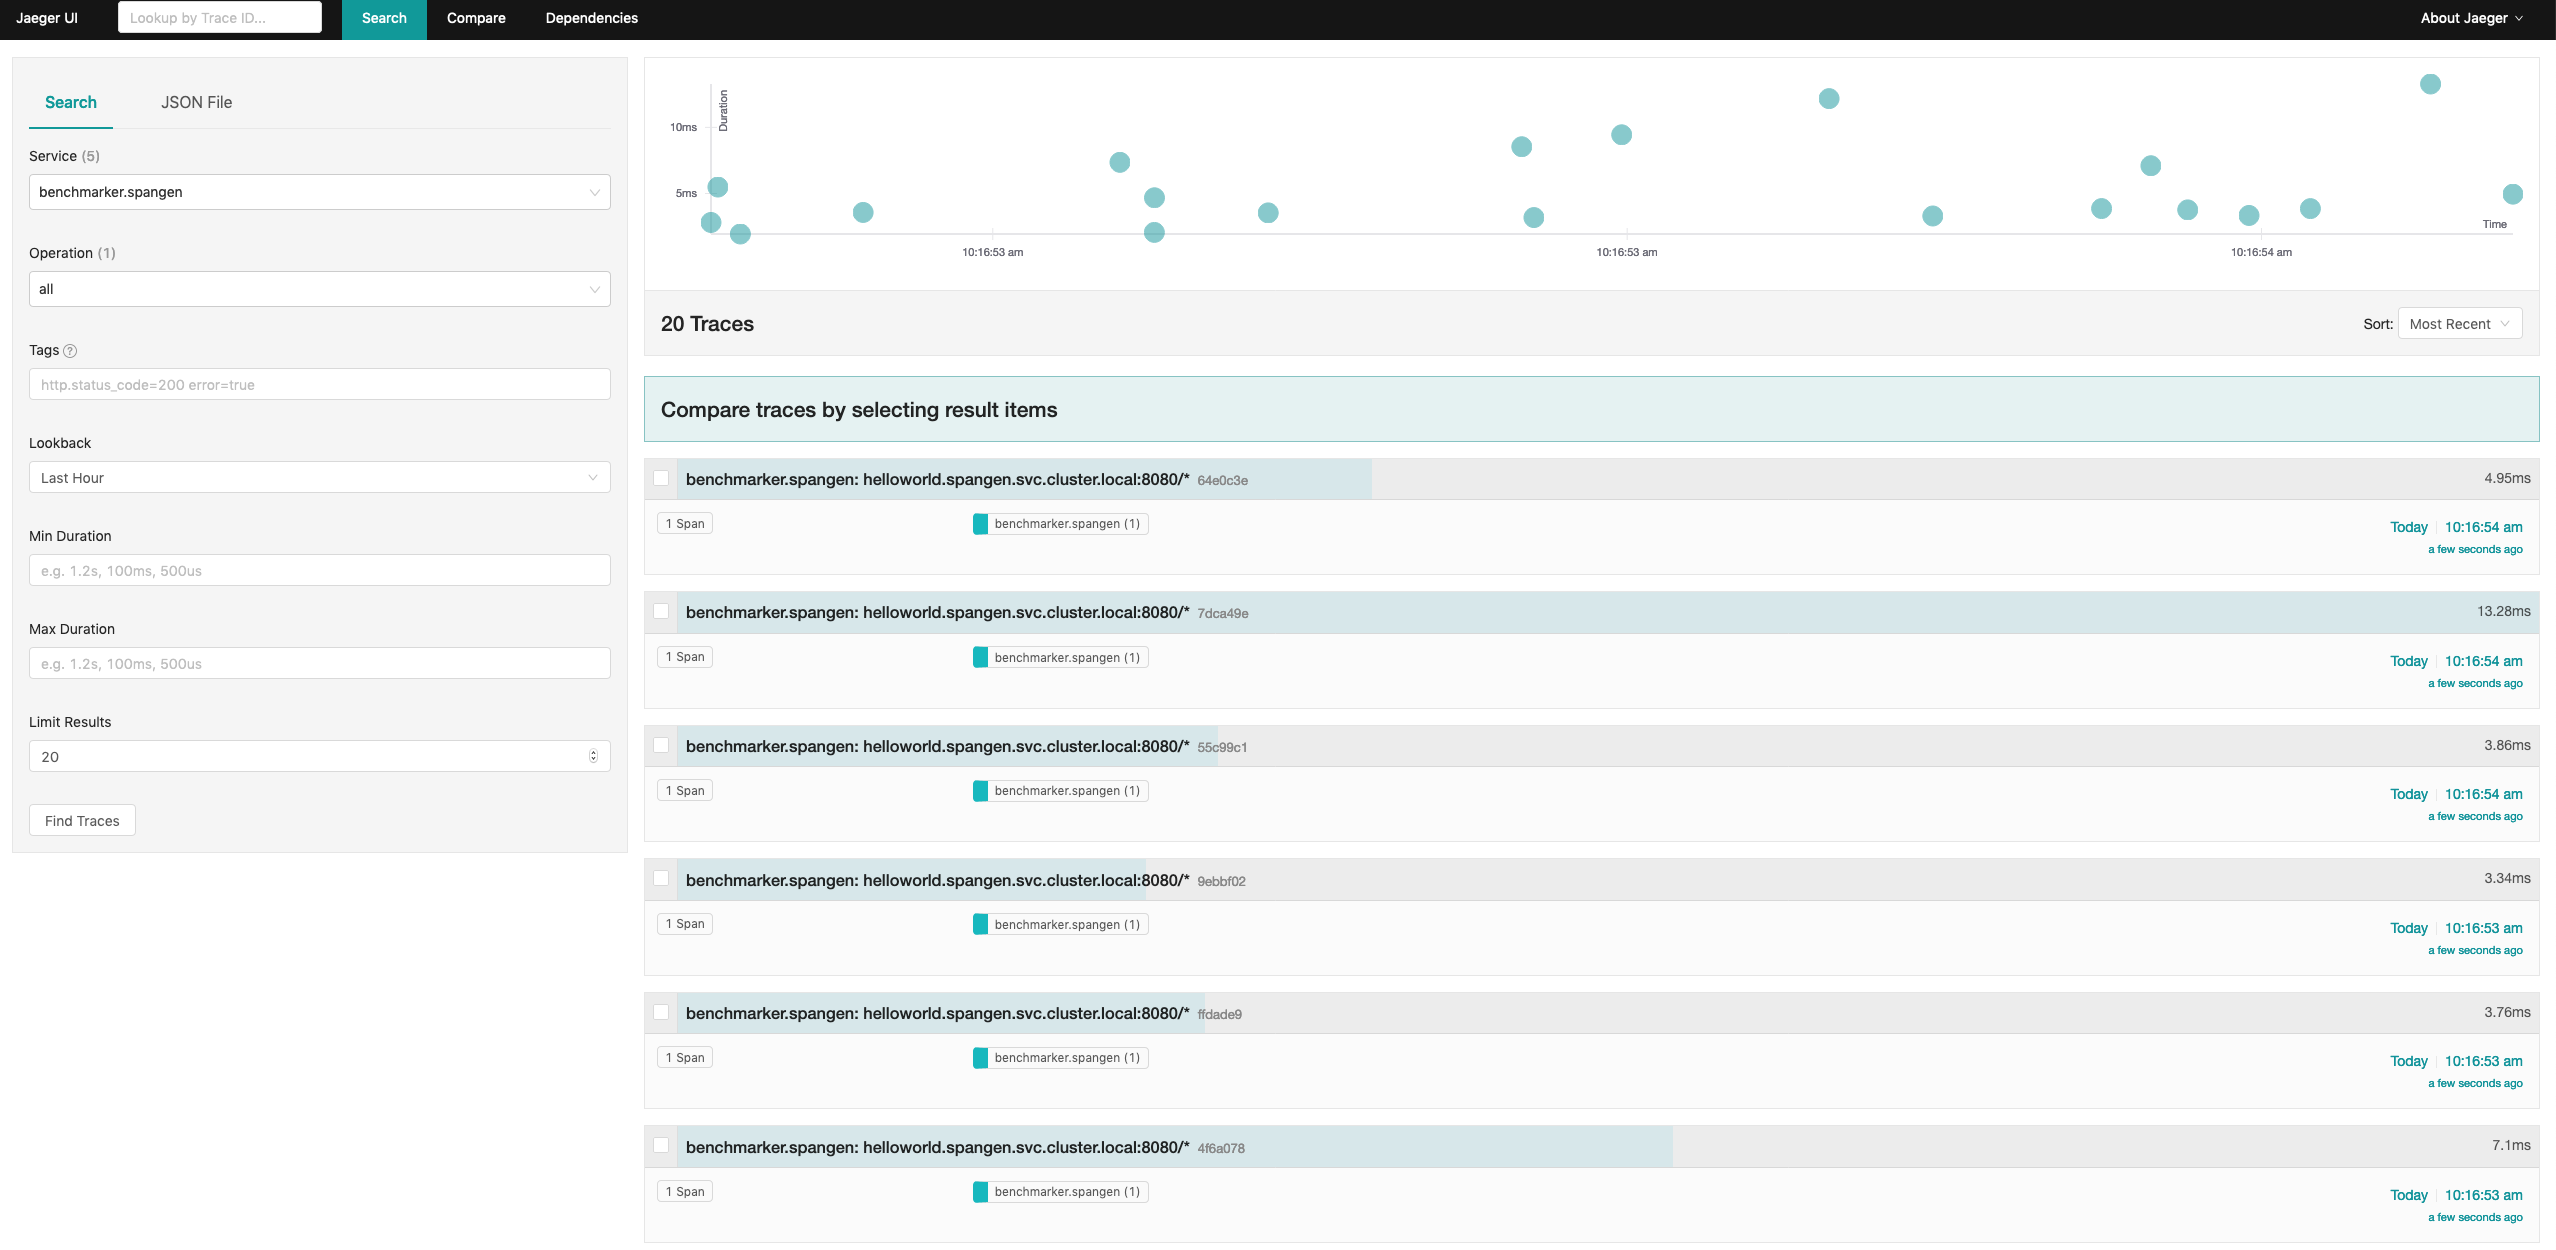 Jaeger UI
Lookup by Trace ID...
Search
Compare
Dependencies
About Jaeger
Search
JSON File
Service (5)
benchmarker.spangen
Operation (1)
all
Tags ?
http.status_code=200 error=true
Lookback
Last Hour
Min Duration
e.g. 1.2s, 100ms, 500us
Max Duration
e.g. 1.2s, 100ms, 500us
Limit Results
20
Find Traces
Duration
10ms
5ms
Time
10:16:53 am
10:16:53 am
10:16:54 am
20 Traces
Sort: Most Recent
Compare traces by selecting result items
benchmarker.spangen: helloworld.spangen.svc.cluster.local:8080/* 64e0c3e 4.95ms
1 Span benchmarker.spangen (1) Today 10:16:54 am
a few seconds ago
benchmarker.spangen: helloworld.spangen.svc.cluster.local:8080/* 7dca49e 13.28ms
1 Span benchmarker.spangen (1) Today 10:16:54 am
a few seconds ago
benchmarker.spangen: helloworld.spangen.svc.cluster.local:8080/* 55c99c1 3.86ms
1 Span benchmarker.spangen (1) Today 10:16:54 am
a few seconds ago
benchmarker.spangen: helloworld.spangen.svc.cluster.local:8080/* 9ebbf02 3.34ms
1 Span benchmarker.spangen (1) Today 10:16:53 am
a few seconds ago
benchmarker.spangen: helloworld.spangen.svc.cluster.local:8080/* ffdade9 3.76ms
1 Span benchmarker.spangen (1) Today 10:16:53 am
a few seconds ago
benchmarker.spangen: helloworld.spangen.svc.cluster.local:8080/* 4f6a078 7.1ms
1 Span benchmarker.spangen (1) Today 10:16:53 am
a few seconds ago